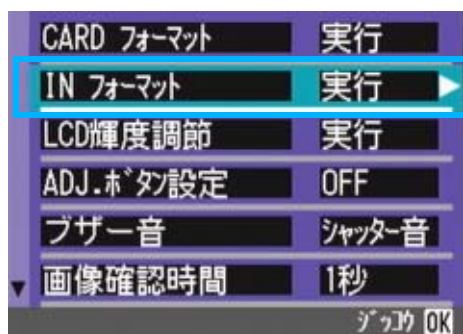 CARD ﾌｫｰﾏｯﾄ 実行
IN ﾌｫｰﾏｯﾄ 実行
LCD輝度調節 実行
ADJ.ﾎﾞﾀﾝ設定 OFF
ブザー音 ｼｬｯﾀｰ音
画像確認時間 1秒
ｼﾞｯｺｳ OK